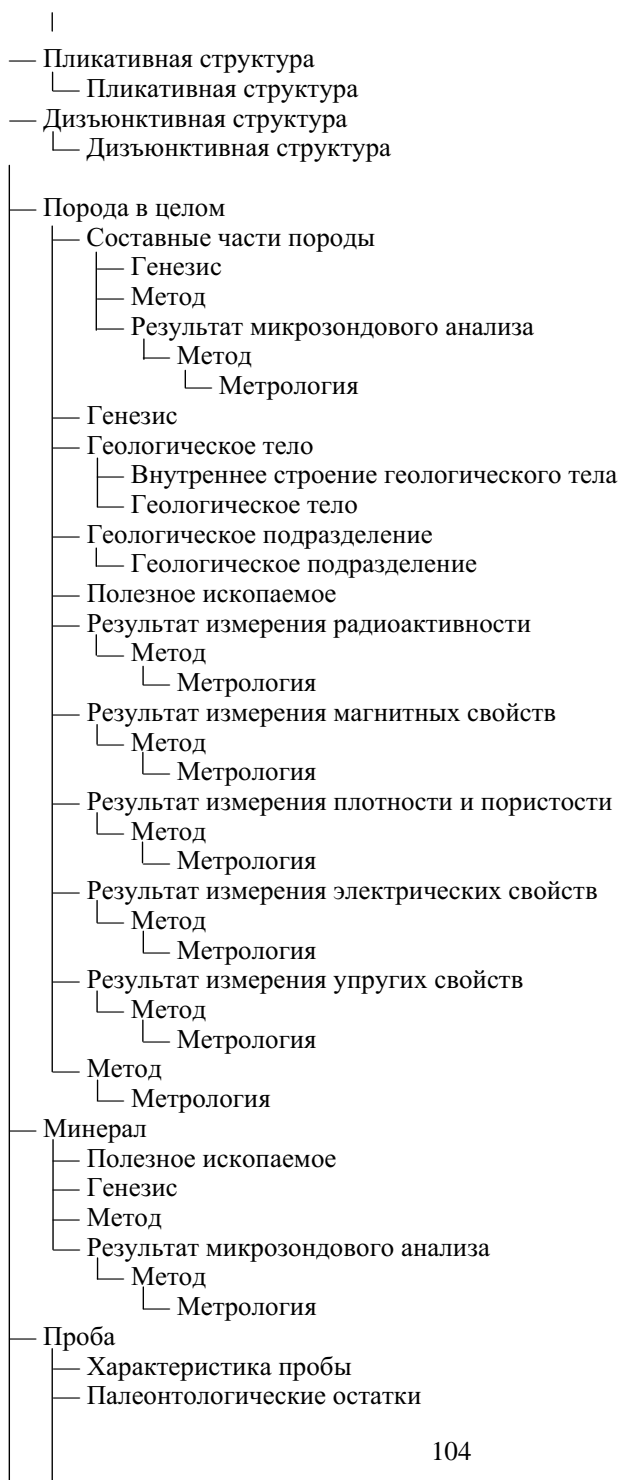 Пликативная структура
Пликативная структура
Дизъюнктивная структура
Дизъюнктивная структура
Порода в целом
Составные части породы
Генезис
Метод
Результат микрозондового анализа
Метод
Метрология
Генезис
Геологическое тело
Внутреннее строение геологического тела
Геологическое тело
Геологическое подразделение
Геологическое подразделение
Полезное ископаемое
Результат измерения радиоактивности
Метод
Метрология
Результат измерения магнитных свойств
Метод
Метрология
Результат измерения плотности и пористости
Метод
Метрология
Результат измерения электрических свойств
Метод
Метрология
Результат измерения упругих свойств
Метод
Метрология
Метод
Метрология
Минерал
Полезное ископаемое
Генезис
Метод
Результат микрозондового анализа
Метод
Метрология
Проба
Характеристика пробы
Палеонтологические остатки
104